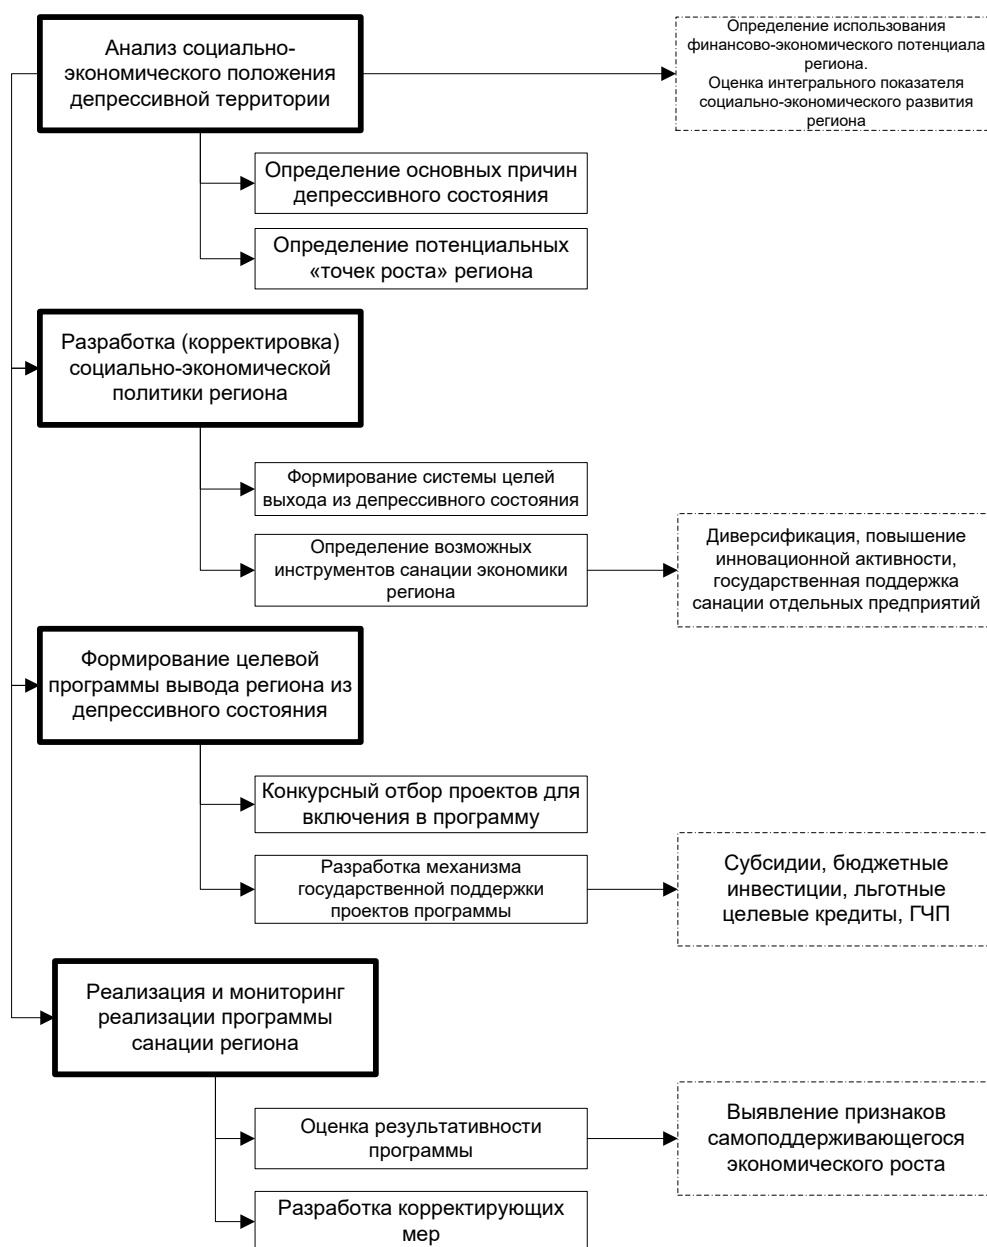 Анализ социально-
экономического положения
депрессивной территории
Определение использования
финансово-экономического потенциала
региона.
Оценка интегрального показателя
социально-экономического развития
региона
Определение основных причин
депрессивного состояния
Определение потенциальных
«точек роста» региона
Разработка (корректировка)
социально-экономической
политики региона
Формирование системы целей
выхода из депрессивного состояния
Определение возможных
инструментов санации экономики
региона
Диверсификация, повышение
инновационной активности,
государственная поддержка
санации отдельных предприятий
Формирование целевой
программы вывода региона из
депрессивного состояния
Конкурсный отбор проектов для
включения в программу
Разработка механизма
государственной поддержки
проектов программы
Субсидии, бюджетные
инвестиции, льготные
целевые кредиты, ГЧП
Реализация и мониторинг
реализации программы
санации региона
Оценка результативности
программы
Выявление признаков
самоподдерживающегося
экономического роста
Разработка корректирующих
мер